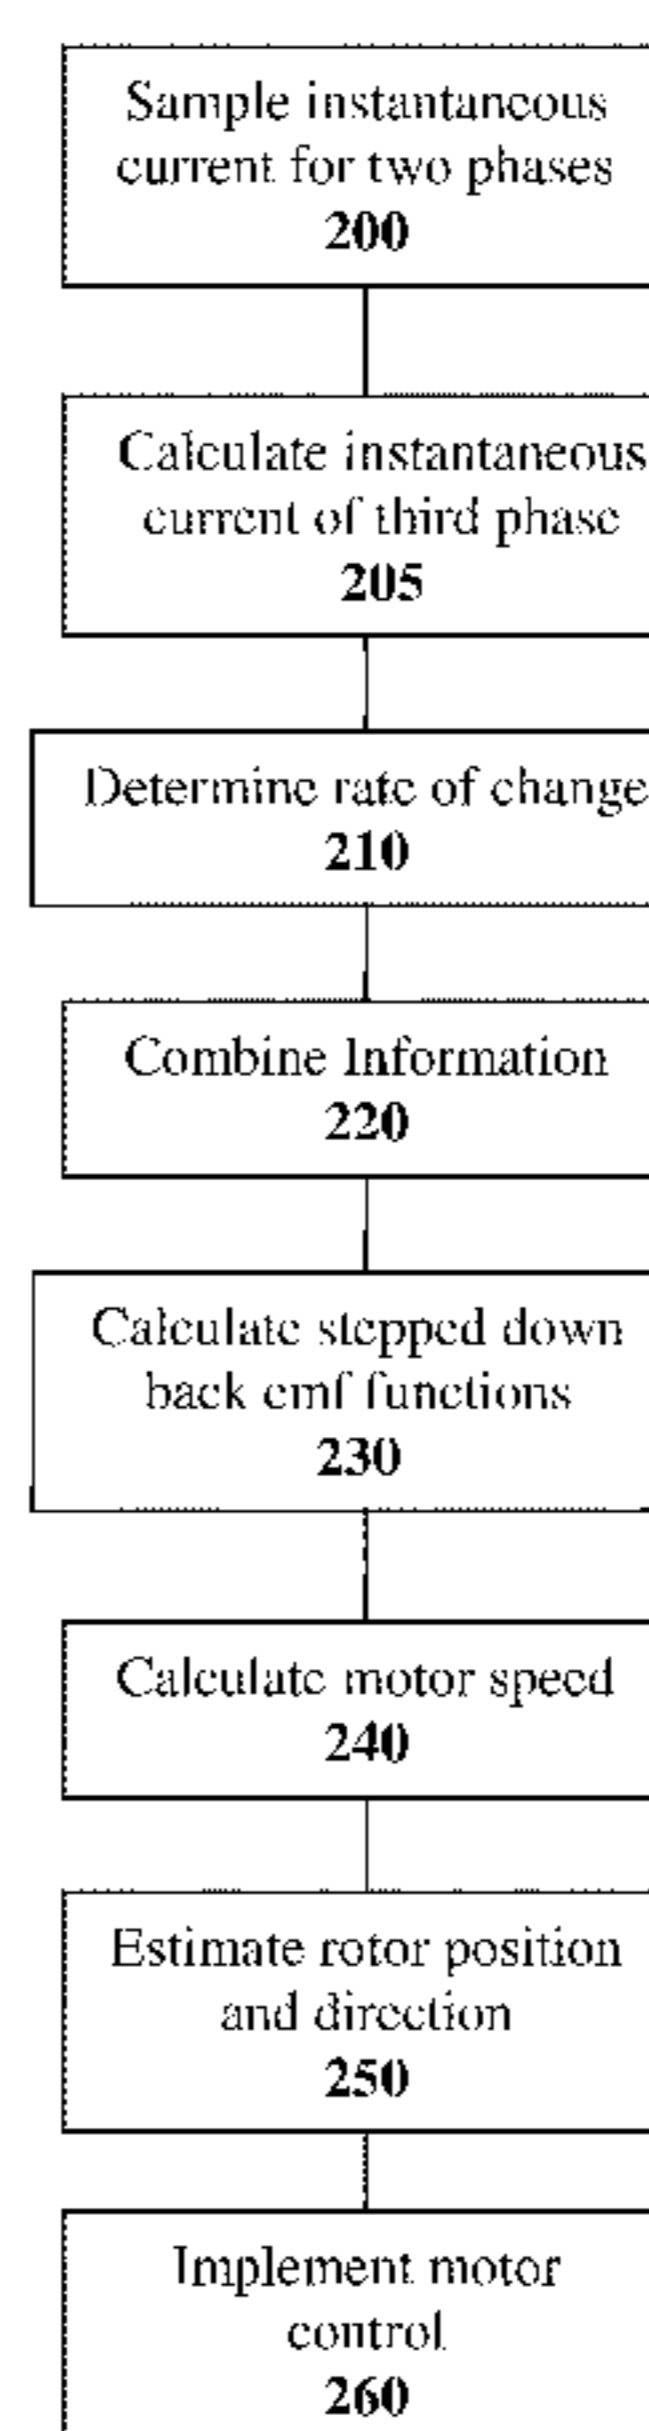 Sample instantaneous
current for two phases
200
Calculate instantaneous
current of third phase
205
Determine rate of change
210
Combine Information
220
Calculate stepped down
back emf functions
230
Calculate motor speed
240
Estimate rotor position
and direction
250
Implement motor
control
260